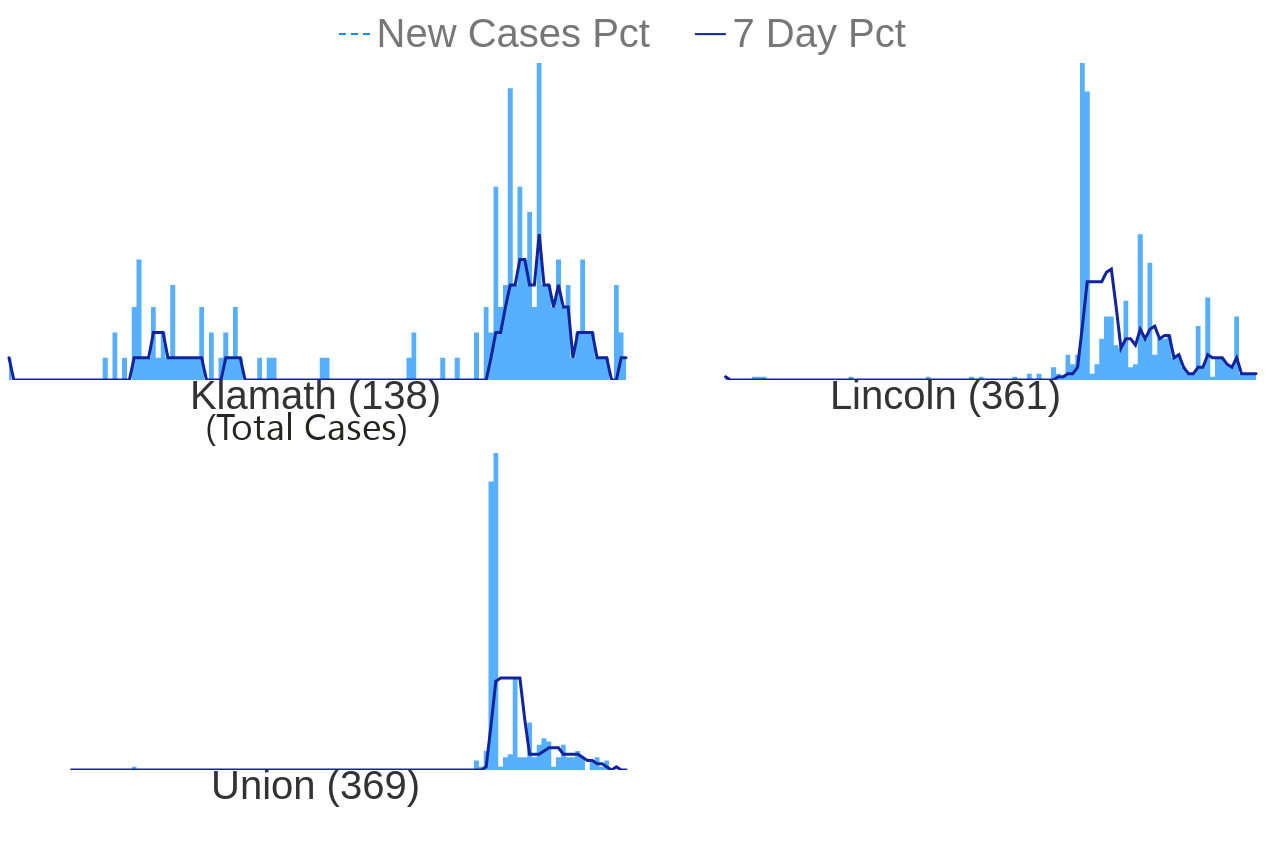 New Cases Pct 7 Day Pct
Klamath (138) Lincoln (361)
(Total Cases)
Union (369)